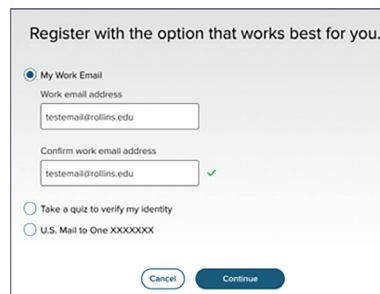 Register with the option that works best for you.
My Work Email
Work email address
testemail@rollins.edu
Confirm work email address
testemail@rollins.edu
Take a quiz to verify my identity
U.S. Mail to One XXXXXXX
Cancel
Continue